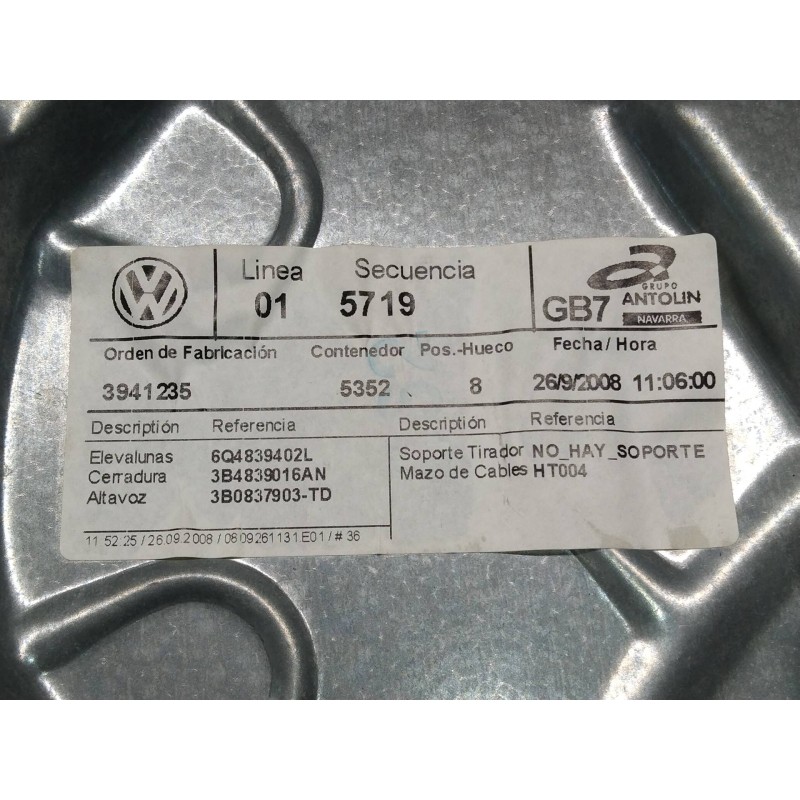 Linea Secuencia
01 5719
GB7
GRUPO
ANTOLIN
NAVARRA
Orden de Fabricación Contenedor Pos.-Hueco Fecha/Hora
3941235 5352 8 26/9/2008 11:06:00
Descriptión Referencia Descriptión Referencia
Elevalunas 6Q4839402L Soporte Tirador NO_HAY_SOPORTE
Cerradura 3B4839016AN Mazo de Cables HT004
Altavoz 3B0837903-TD
11 52:25 / 26.09.2008 / 0609261131E01 / # 36